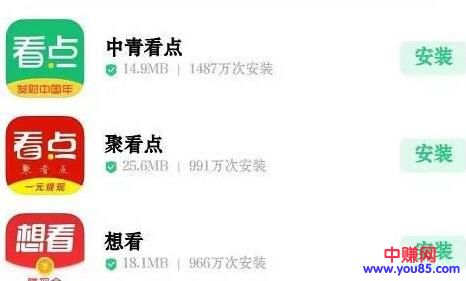 看点
发财中国年
中青看点
14.9MB | 1487万次安装
安装
看点
聚看点
一元提现
聚看点
25.6MB | 991万次安装
安装
想看
想看
18.1MB | 966万次安装
安装
中赚网
www.you85.com